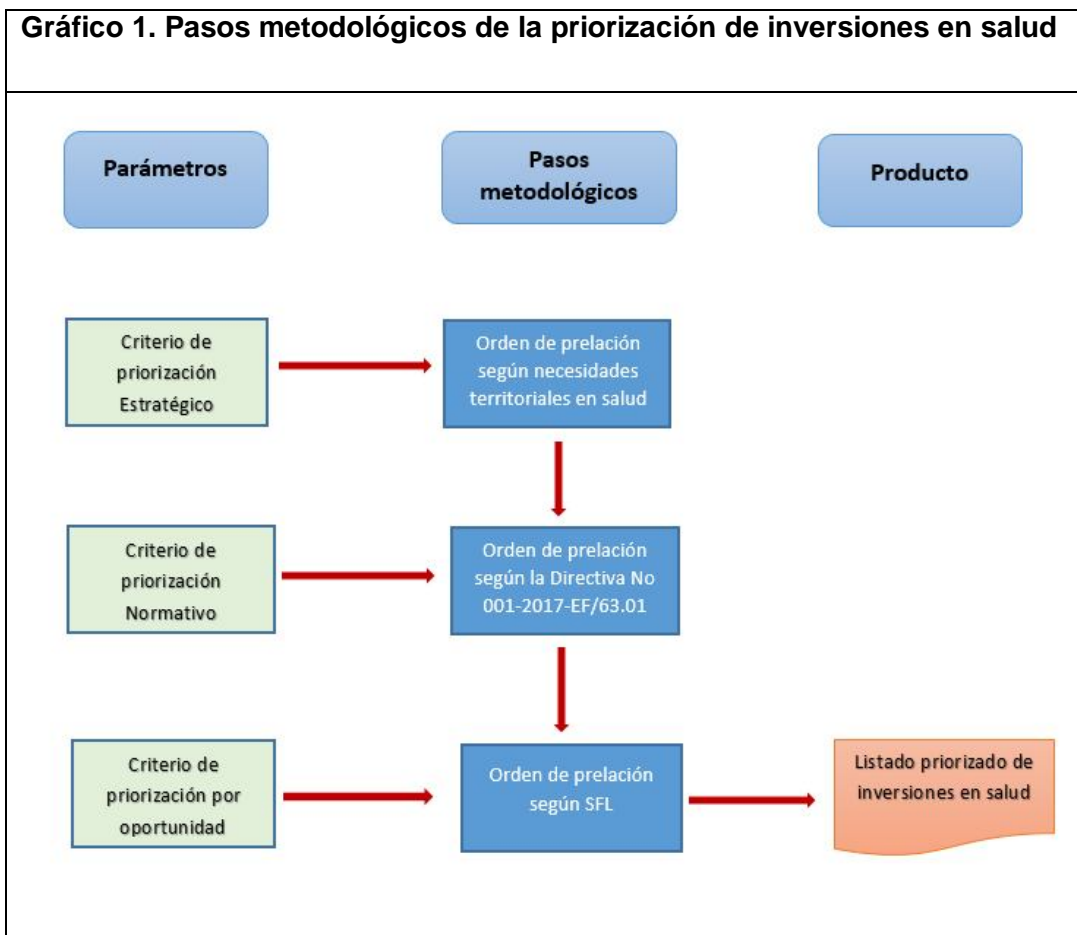 Gráfico 1. Pasos metodológicos de la priorización de inversiones en salud
Parámetros
Pasos
metodológicos
Producto
Criterio de
priorización
Estratégico
Orden de prelación
según necesidades
territoriales en salud
Criterio de
priorización
Normativo
Orden de prelación
según la Directiva No
001-2017-EF/63.01
Criterio de
priorización por
oportunidad
Orden de prelación
según SFL
Listado priorizado de
inversiones en salud